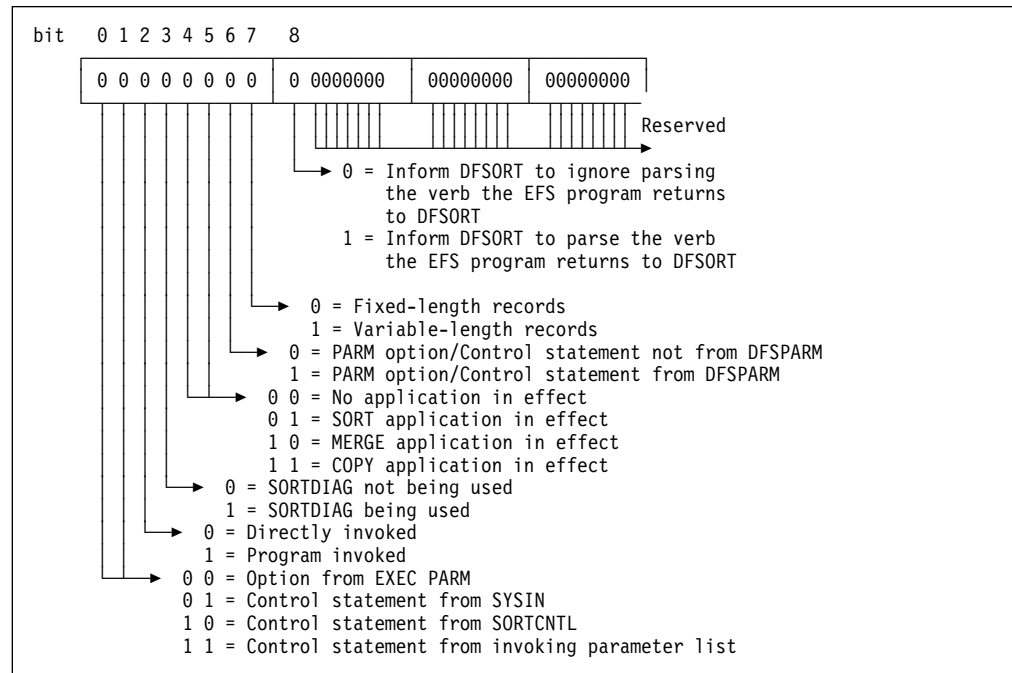 bit 0 1 2 3 4 5 6 7 8
0 0 0 0 0 0 0 0 0 0000000 00000000 00000000
Reserved
0 = Inform DFSORT to ignore parsing
the verb the EFS program returns
to DFSORT
1 = Inform DFSORT to parse the verb
the EFS program returns to DFSORT
0 = Fixed-length records
1 = Variable-length records
0 = PARM option/Control statement not from DFSPARM
1 = PARM option/Control statement from DFSPARM
0 0 = No application in effect
0 1 = SORT application in effect
1 0 = MERGE application in effect
1 1 = COPY application in effect
0 = SORTDIAG not being used
1 = SORTDIAG being used
0 = Directly invoked
1 = Program invoked
0 0 = Option from EXEC PARM
0 1 = Control statement from SYSIN
1 0 = Control statement from SORTCNTL
1 1 = Control statement from invoking parameter list